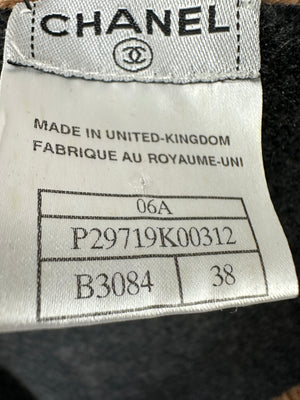 CHANEL
MADE IN UNITED-KINGDOM
FABRIQUE AU ROYAUME-UNI
06A
P29719K00312
B3084 38